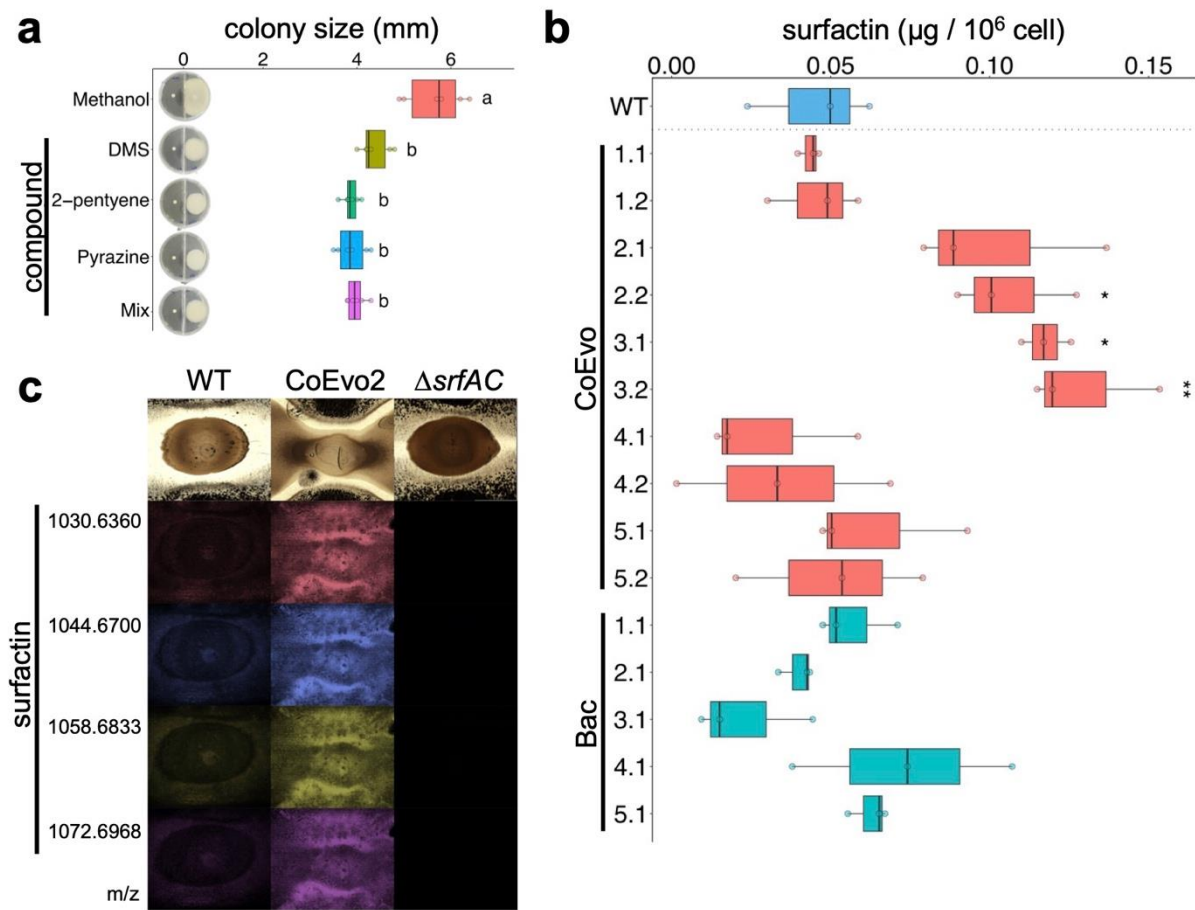 a
colony size (mm)
0 2 4 6
Methanol
a
DMS
b
2-pentyene
b
Pyrazine
b
Mix
b
compound
b
surfactin (µg / 10⁶ cell)
0.00 0.05 0.10 0.15
WT
1.1
1.2
2.1
2.2
*
3.1
*
3.2
**
4.1
4.2
5.1
5.2
CoEvo
1.1
2.1
3.1
4.1
5.1
Bac
c
WT CoEvo2 ΔsrfAC
1030.6360
1044.6700
1058.6833
1072.6968
m/z
surfactin